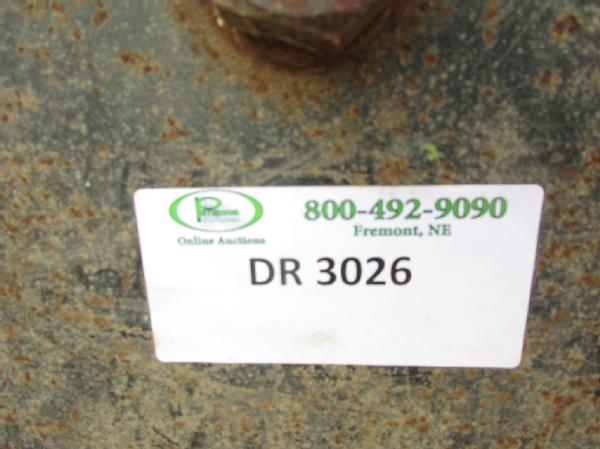 800-492-9090
Fremont, NE
Online Auctions
DR 3026